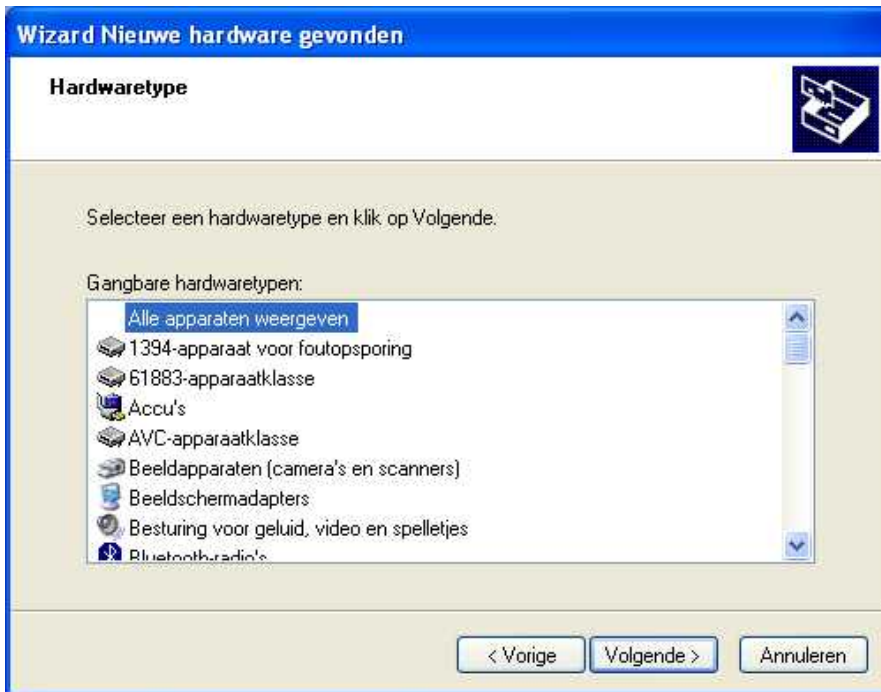 Wizard Nieuwe hardware gevonden
Hardwaretype
Selecteer een hardwaretype en klik op Volgende.
Gangbare hardwaretypen:
Alle apparaten weergeven
1394-apparaat voor foutopsporing
61883-apparaatklasse
Accu's
AVC-apparaatklasse
Beeldapparaten (camera's en scanners)
Beeldschermadapters
Besturing voor geluid, video en spelletjes
Bluetooth-radio's
< Vorige
Volgende >
Annuleren